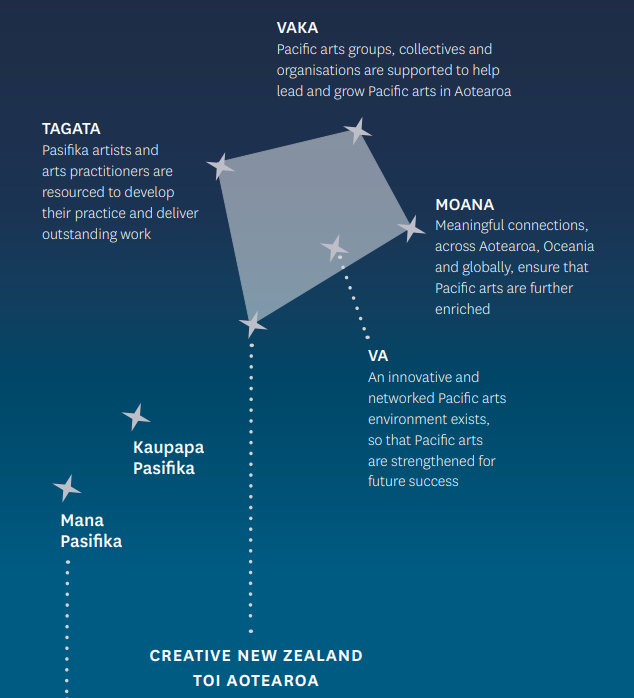 VAKA
Pacific arts groups, collectives and
organisations are supported to help
lead and grow Pacific arts in Aotearoa
TAGATA
Pasifika artists and
arts practitioners are
resourced to develop
their practice and deliver
outstanding work
MOANA
Meaningful connections,
across Aotearoa, Oceania
and globally, ensure that
Pacific arts are further
enriched
VA
An innovative and
networked Pacific arts
environment exists,
so that Pacific arts
are strengthened for
future success
Kaupapa
Pasifika
Mana
Pasifika
CREATIVE NEW ZEALAND
TOI AOTEAROA